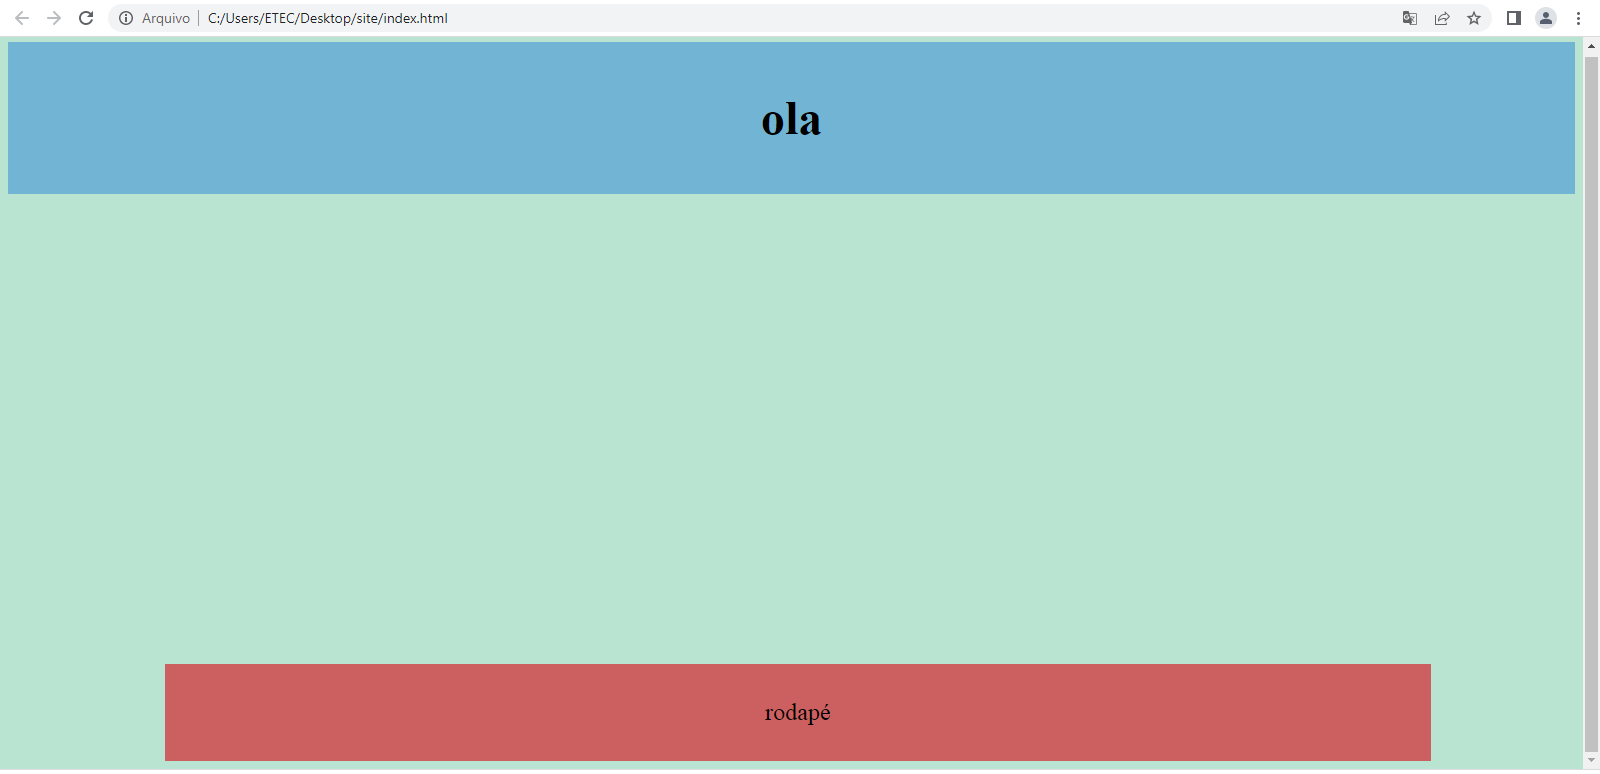 Arquivo | C:/Users/ETEC/Desktop/site/index.html
ola
rodapé